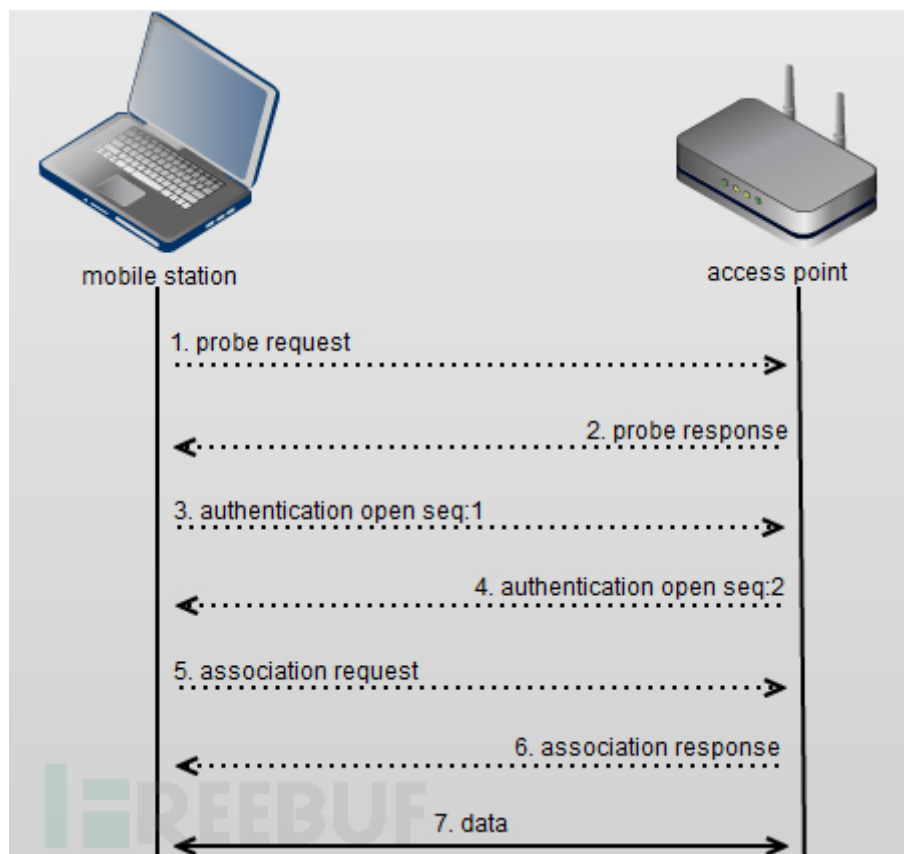 mobile station
access point
1. probe request
2. probe response
3. authentication open seq:1
4. authentication open seq:2
5. association request
6. association response
REEBUF
7. data